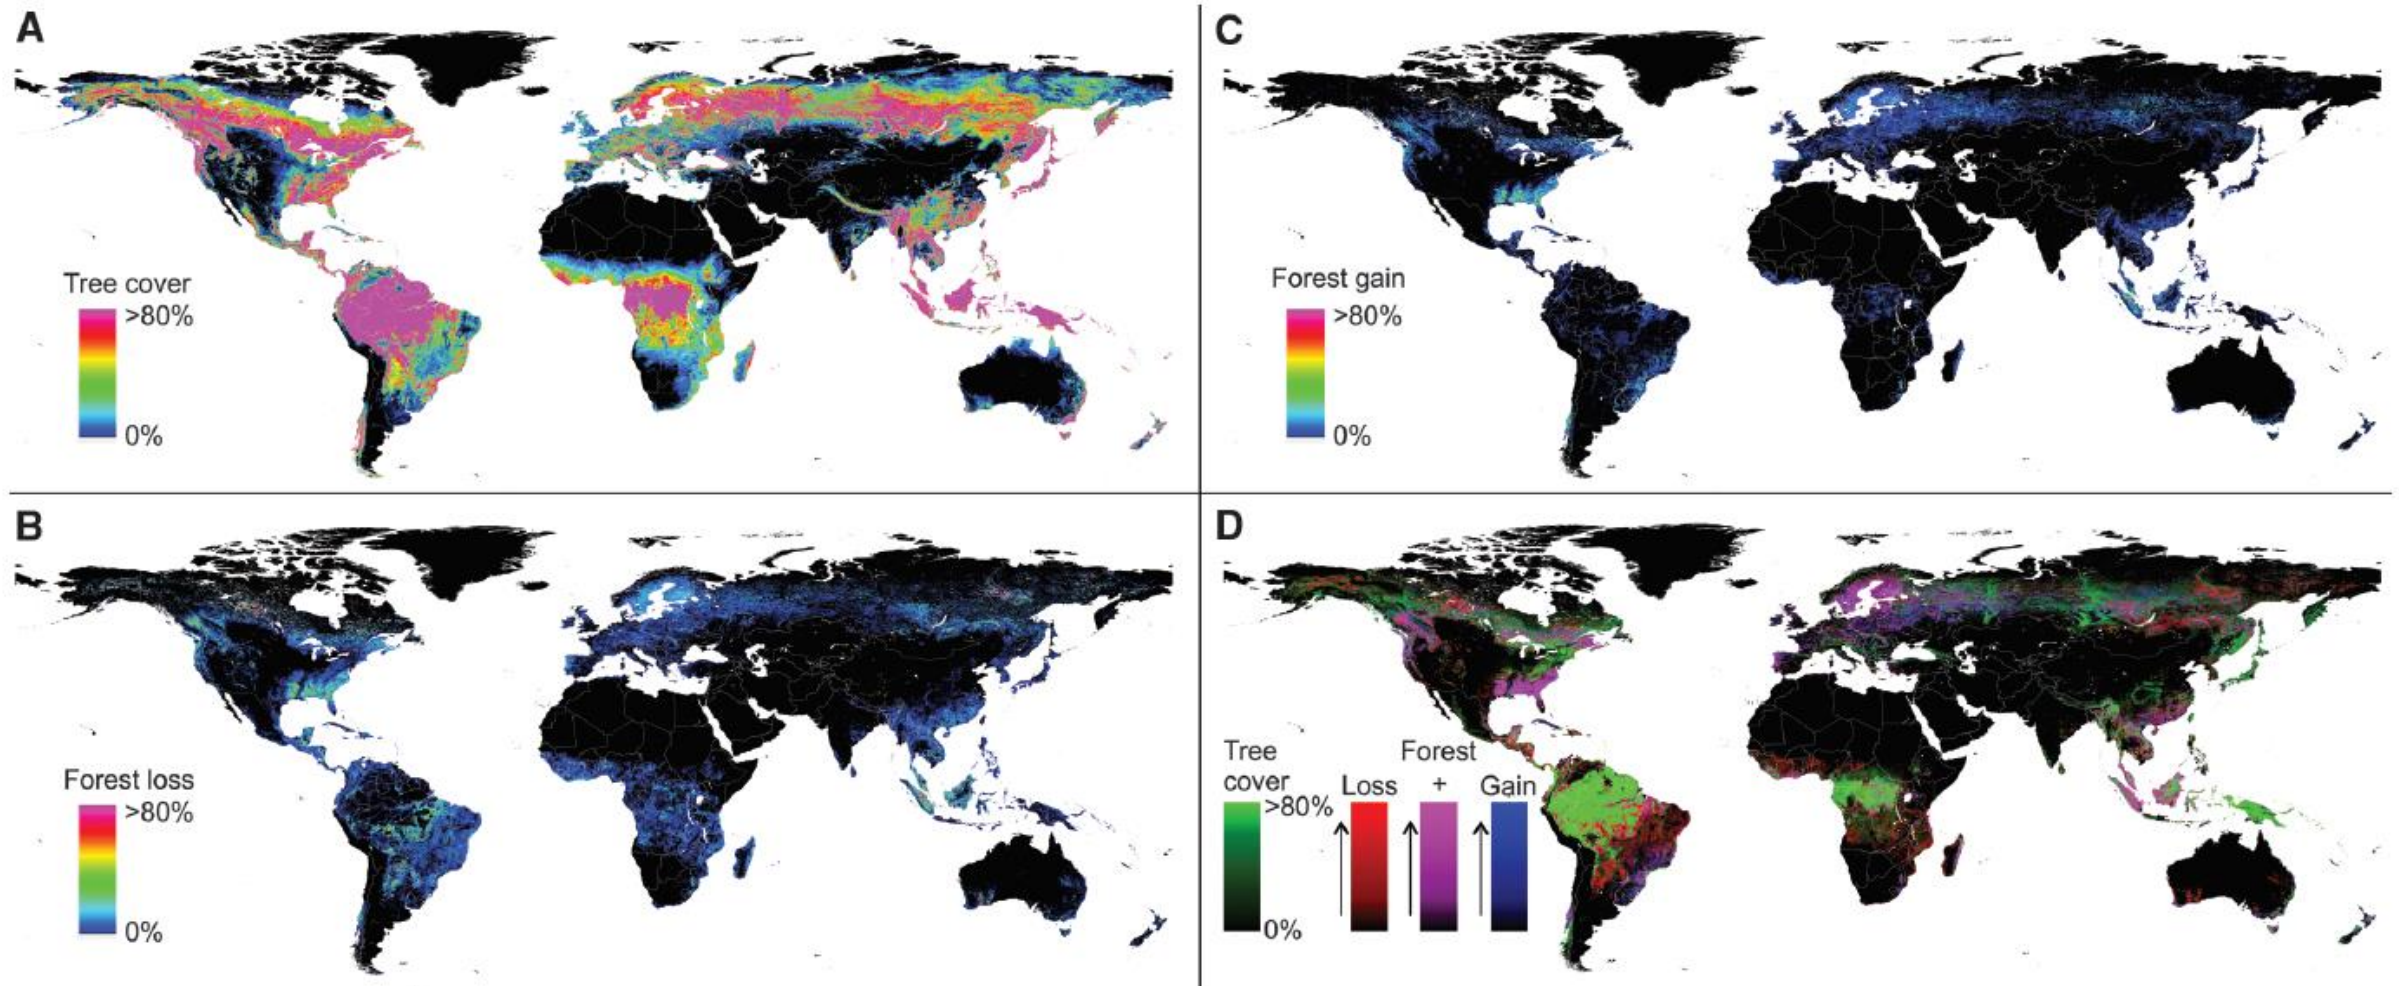 A
Tree cover
>80%
0%
C
Forest gain
>80%
0%
B
Forest loss
>80%
0%
D
Tree
cover
Forest
Loss + Gain
>80%
0%